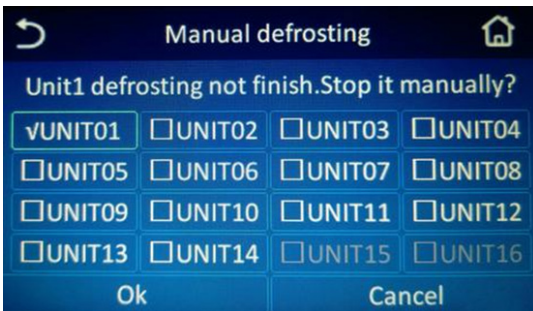 Manual defrosting
Unit1 defrosting not finish.Stop it manually?
√UNIT01 □UNIT02 □UNIT03 □UNIT04
□UNIT05 □UNIT06 □UNIT07 □UNIT08
□UNIT09 □UNIT10 □UNIT11 □UNIT12
□UNIT13 □UNIT14 □UNIT15 □UNIT16
Ok Cancel